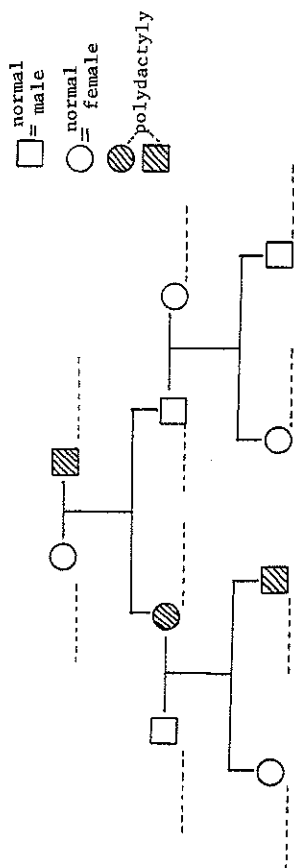 normal
= male
normal
= female
polydactyly